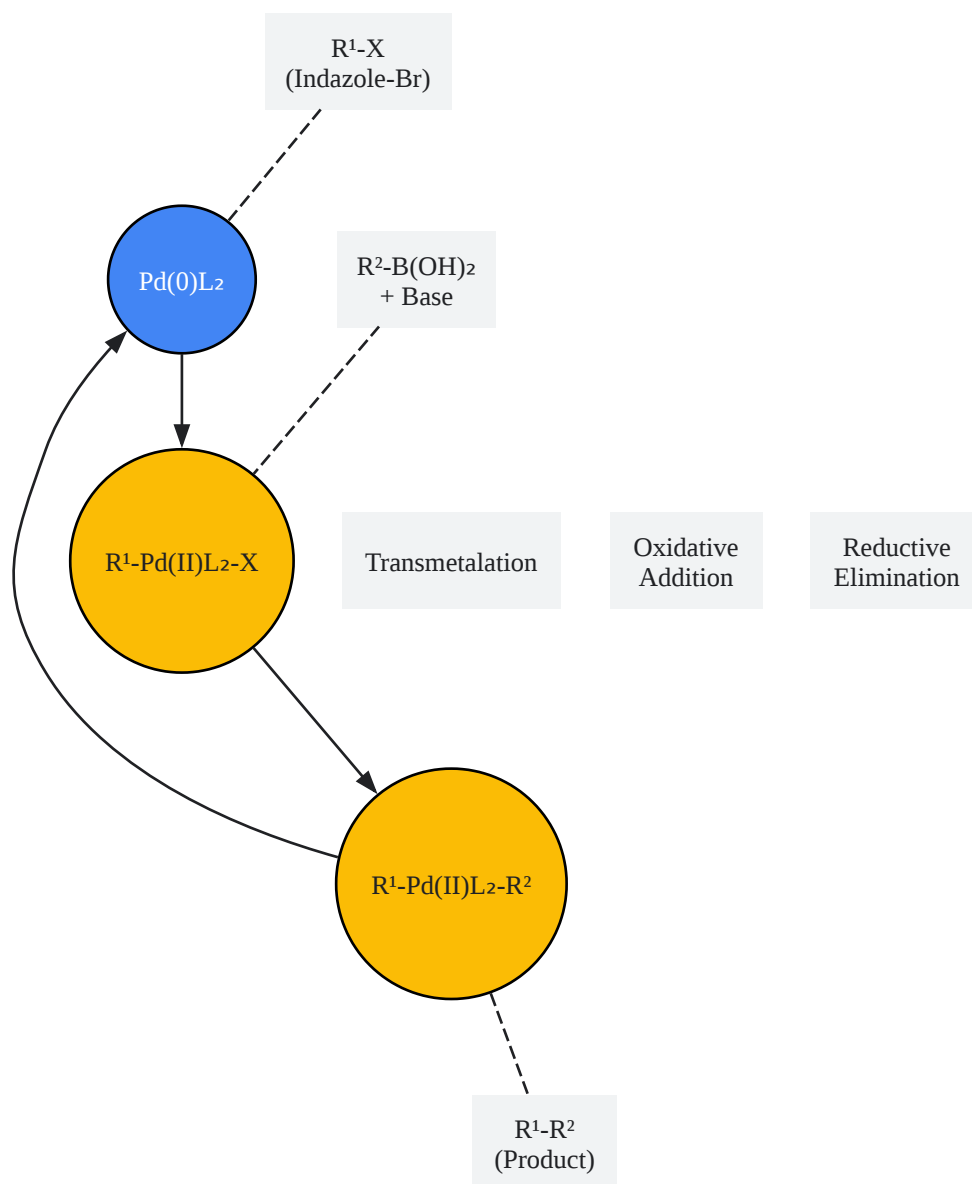 R¹-X
(Indazole-Br)
Pd(0)L₂
R²-B(OH)₂
+ Base
R¹-Pd(II)L₂-X
Transmetalation
Oxidative
Addition
Reductive
Elimination
R¹-Pd(II)L₂-R²
R¹-R²
(Product)